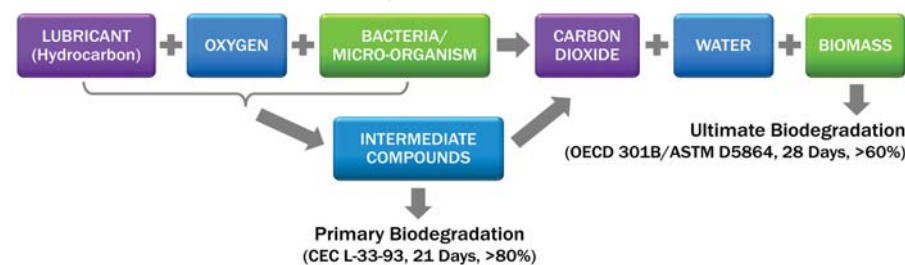 LUBRICANT
(Hydrocarbon)
+
OXYGEN
+
BACTERIA/
MICRO-ORGANISM
CARBON
DIOXIDE
+
WATER
+
BIOMASS
INTERMEDIATE
COMPOUNDS
Ultimate Biodegradation
(OECD 301B/ASTM D5864, 28 Days, >60%)
Primary Biodegradation
(CEC L-33-93, 21 Days, >80%)